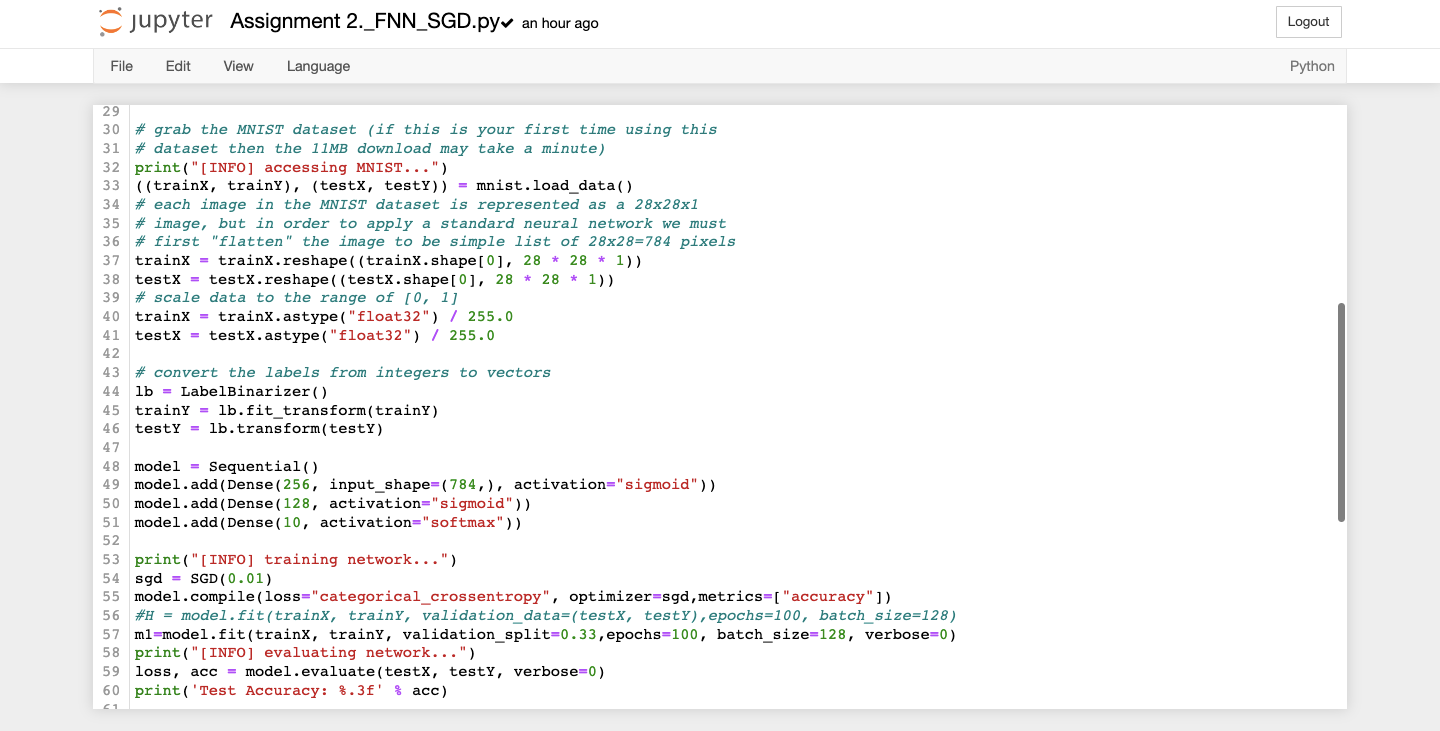 jupyter Assignment 2._FNN_SGD.py✔ an hour ago Logout
File Edit View Language Python
29
30 # grab the MNIST dataset (if this is your first time using this
31 # dataset then the 11MB download may take a minute)
32 print("[INFO] accessing MNIST...")
33 ((trainX, trainY), (testX, testY)) = mnist.load_data()
34 # each image in the MNIST dataset is represented as a 28x28x1
35 # image, but in order to apply a standard neural network we must
36 # first "flatten" the image to be simple list of 28x28=784 pixels
37 trainX = trainX.reshape((trainX.shape[0], 28 * 28 * 1))
38 testX = testX.reshape((testX.shape[0], 28 * 28 * 1))
39 # scale data to the range of [0, 1]
40 trainX = trainX.astype("float32") / 255.0
41 testX = testX.astype("float32") / 255.0
42
43 # convert the labels from integers to vectors
44 lb = LabelBinarizer()
45 trainY = lb.fit_transform(trainY)
46 testY = lb.transform(testY)
47
48 model = Sequential()
49 model.add(Dense(256, input_shape=(784,), activation="sigmoid"))
50 model.add(Dense(128, activation="sigmoid"))
51 model.add(Dense(10, activation="softmax"))
52
53 print("[INFO] training network...")
54 sgd = SGD(0.01)
55 model.compile(loss="categorical_crossentropy", optimizer=sgd,metrics=["accuracy"])
56 #H = model.fit(trainX, trainY, validation_data=(testX, testY),epochs=100, batch_size=128)
57 m1=model.fit(trainX, trainY, validation_split=0.33,epochs=100, batch_size=128, verbose=0)
58 print("[INFO] evaluating network...")
59 loss, acc = model.evaluate(testX, testY, verbose=0)
60 print('Test Accuracy: %.3f' % acc)
61